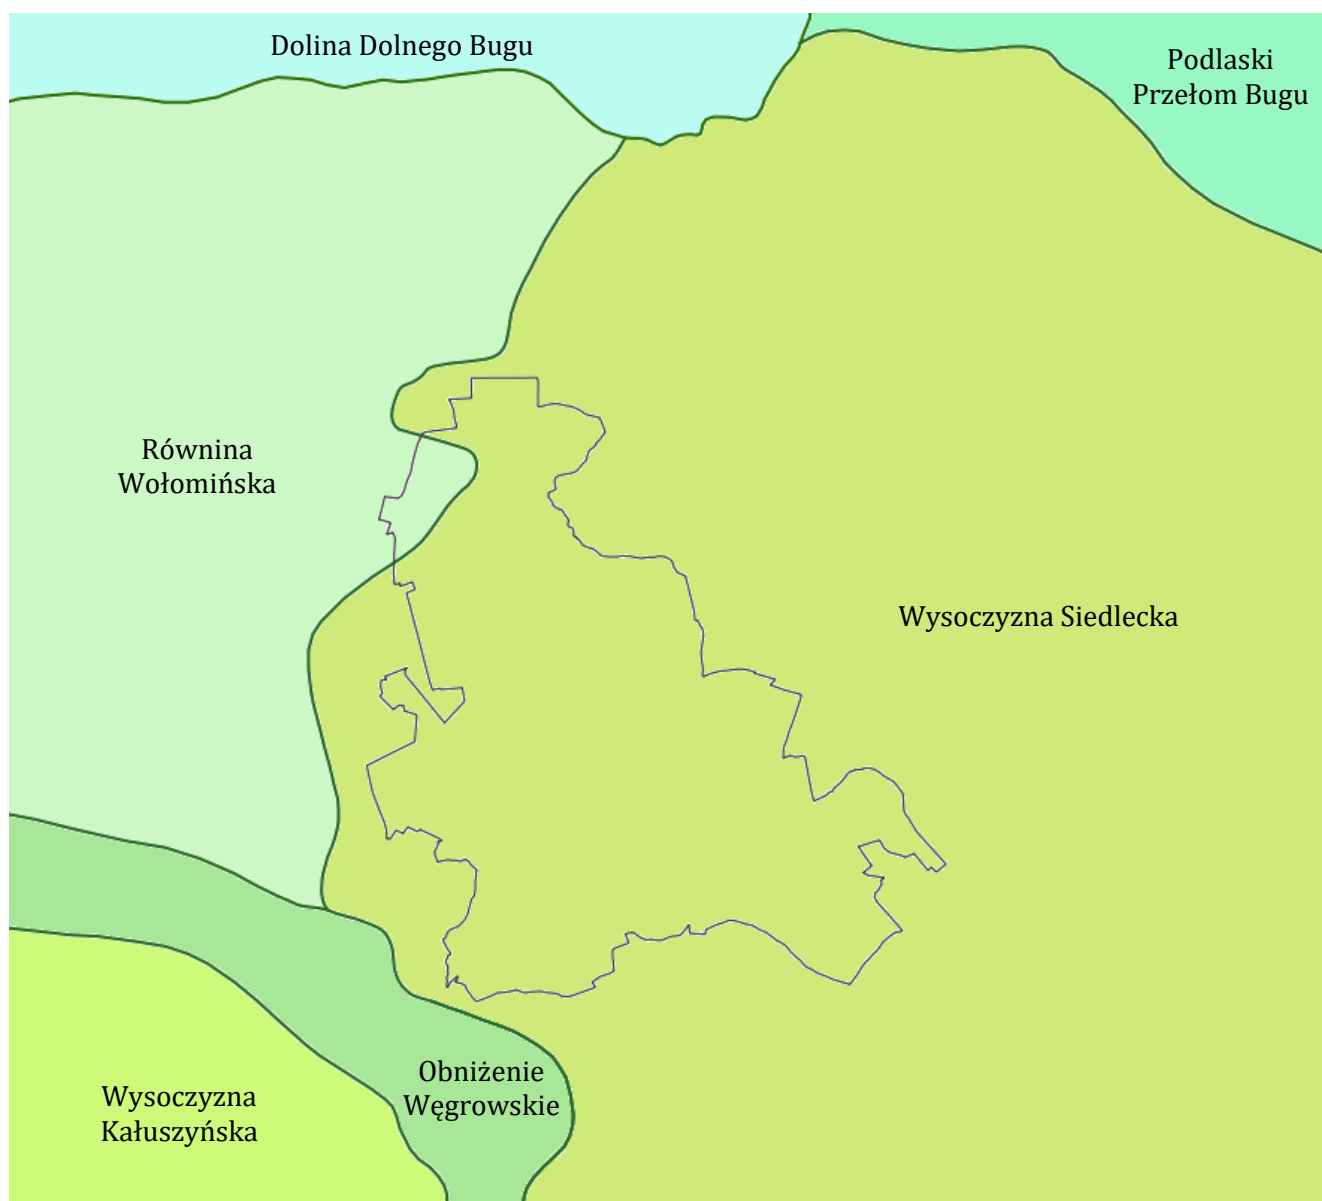 Dolina Dolnego Bugu
Podlaski
Przełom Bugu
Równina
Wołomińska
Wysoczyzna Siedlecka
Obniżenie
Węgrowskie
Wysoczyzna
Kałuszyńska